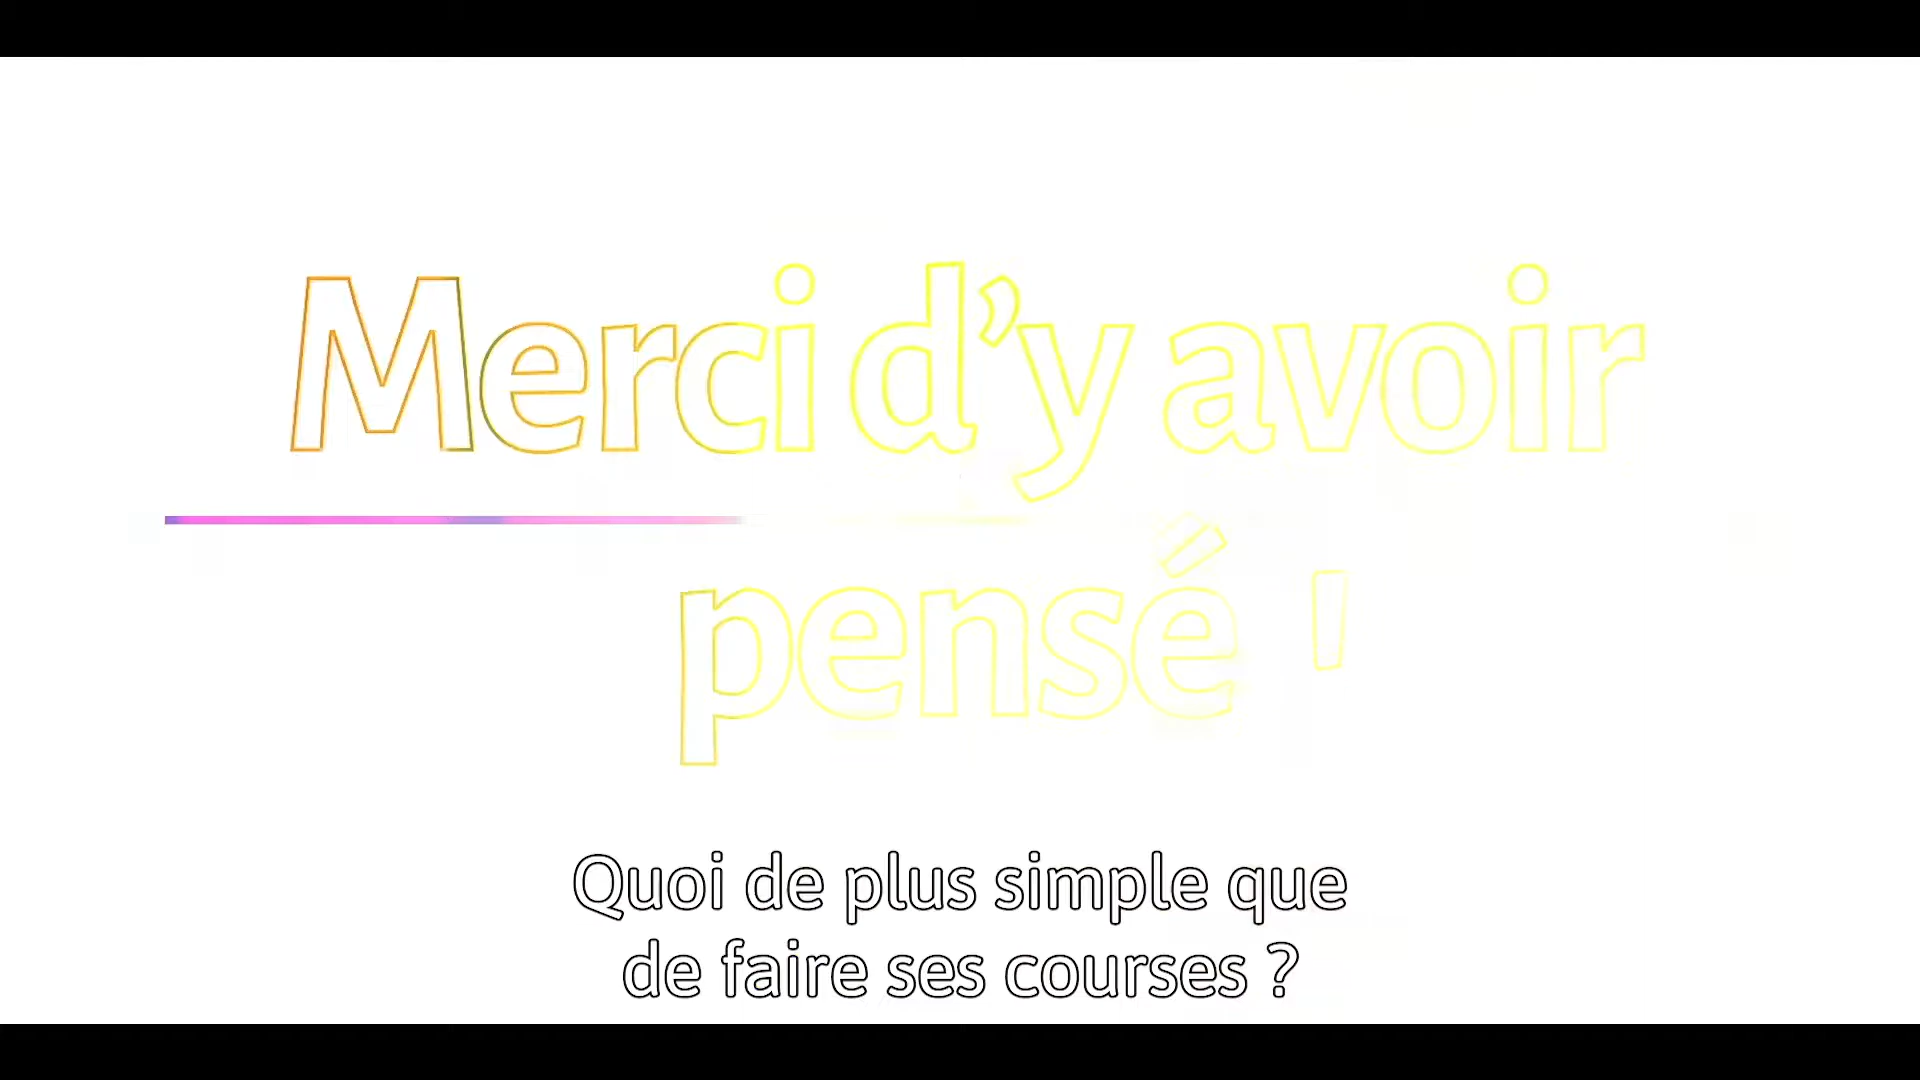 Merci d’y avoir
pensé !
Quoi de plus simple que
de faire ses courses ?